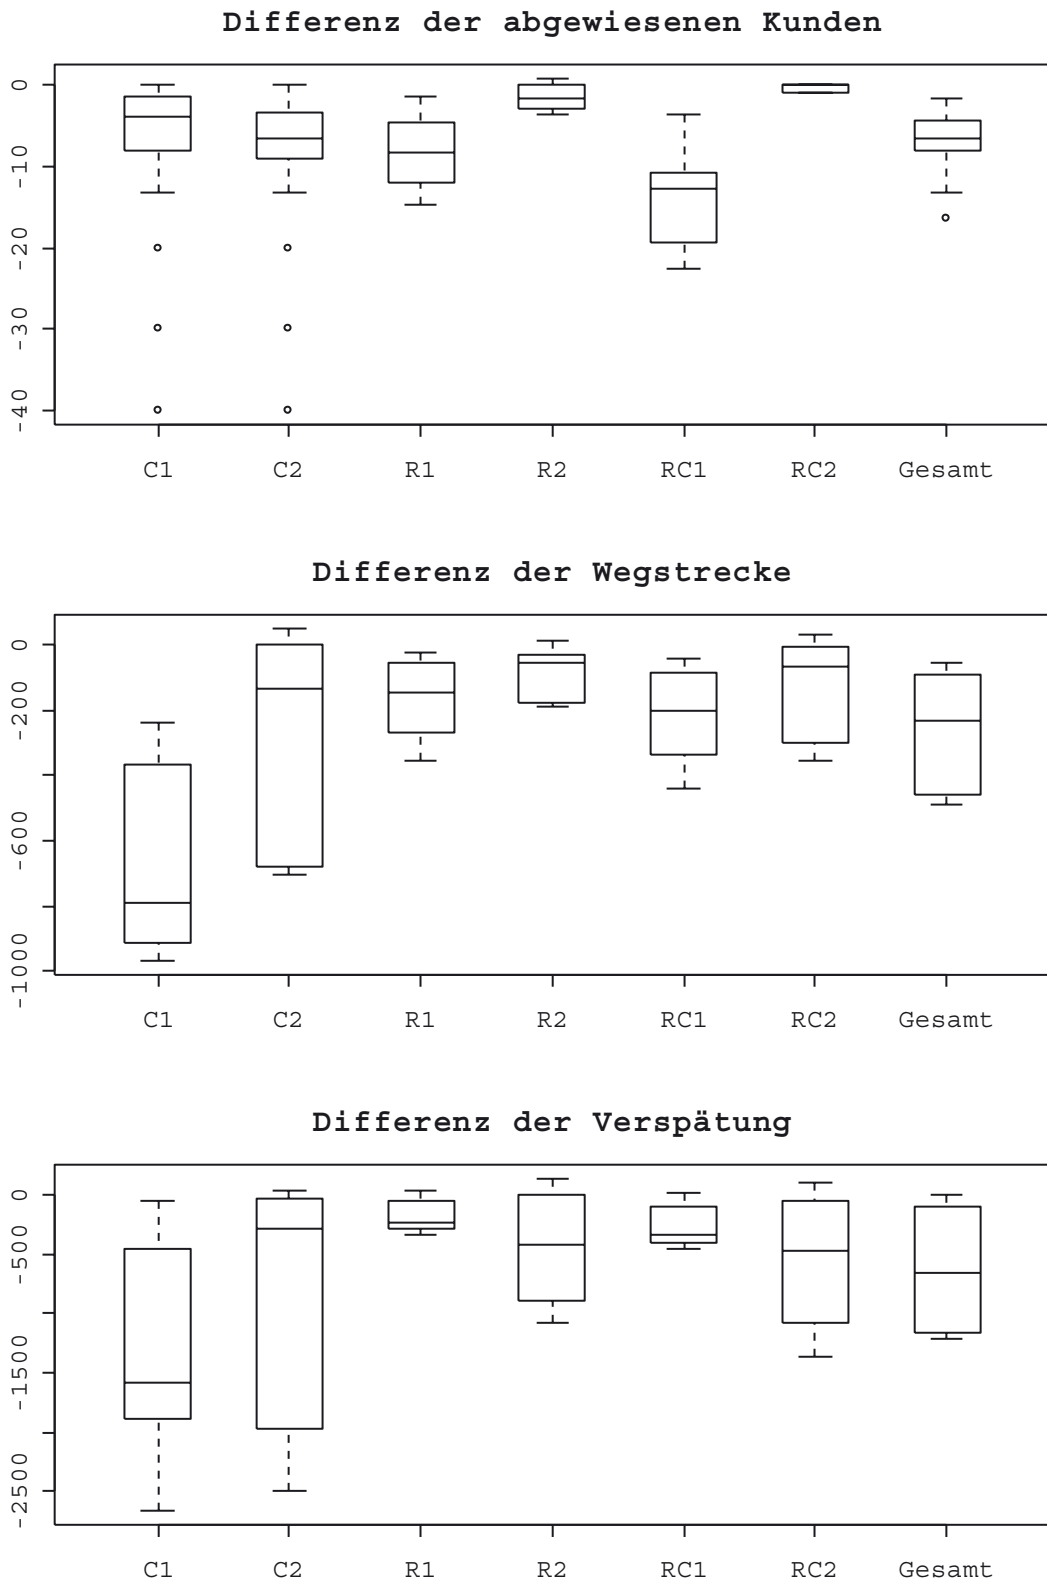 Differenz der abgewiesenen Kunden
0
-10
-20
-30
-40
C1 C2 R1 R2 RC1 RC2 Gesamt
Differenz der Wegstrecke
0
-200
-600
-1000
C1 C2 R1 R2 RC1 RC2 Gesamt
Differenz der Verspätung
0
-500
-1500
-2500
C1 C2 R1 R2 RC1 RC2 Gesamt